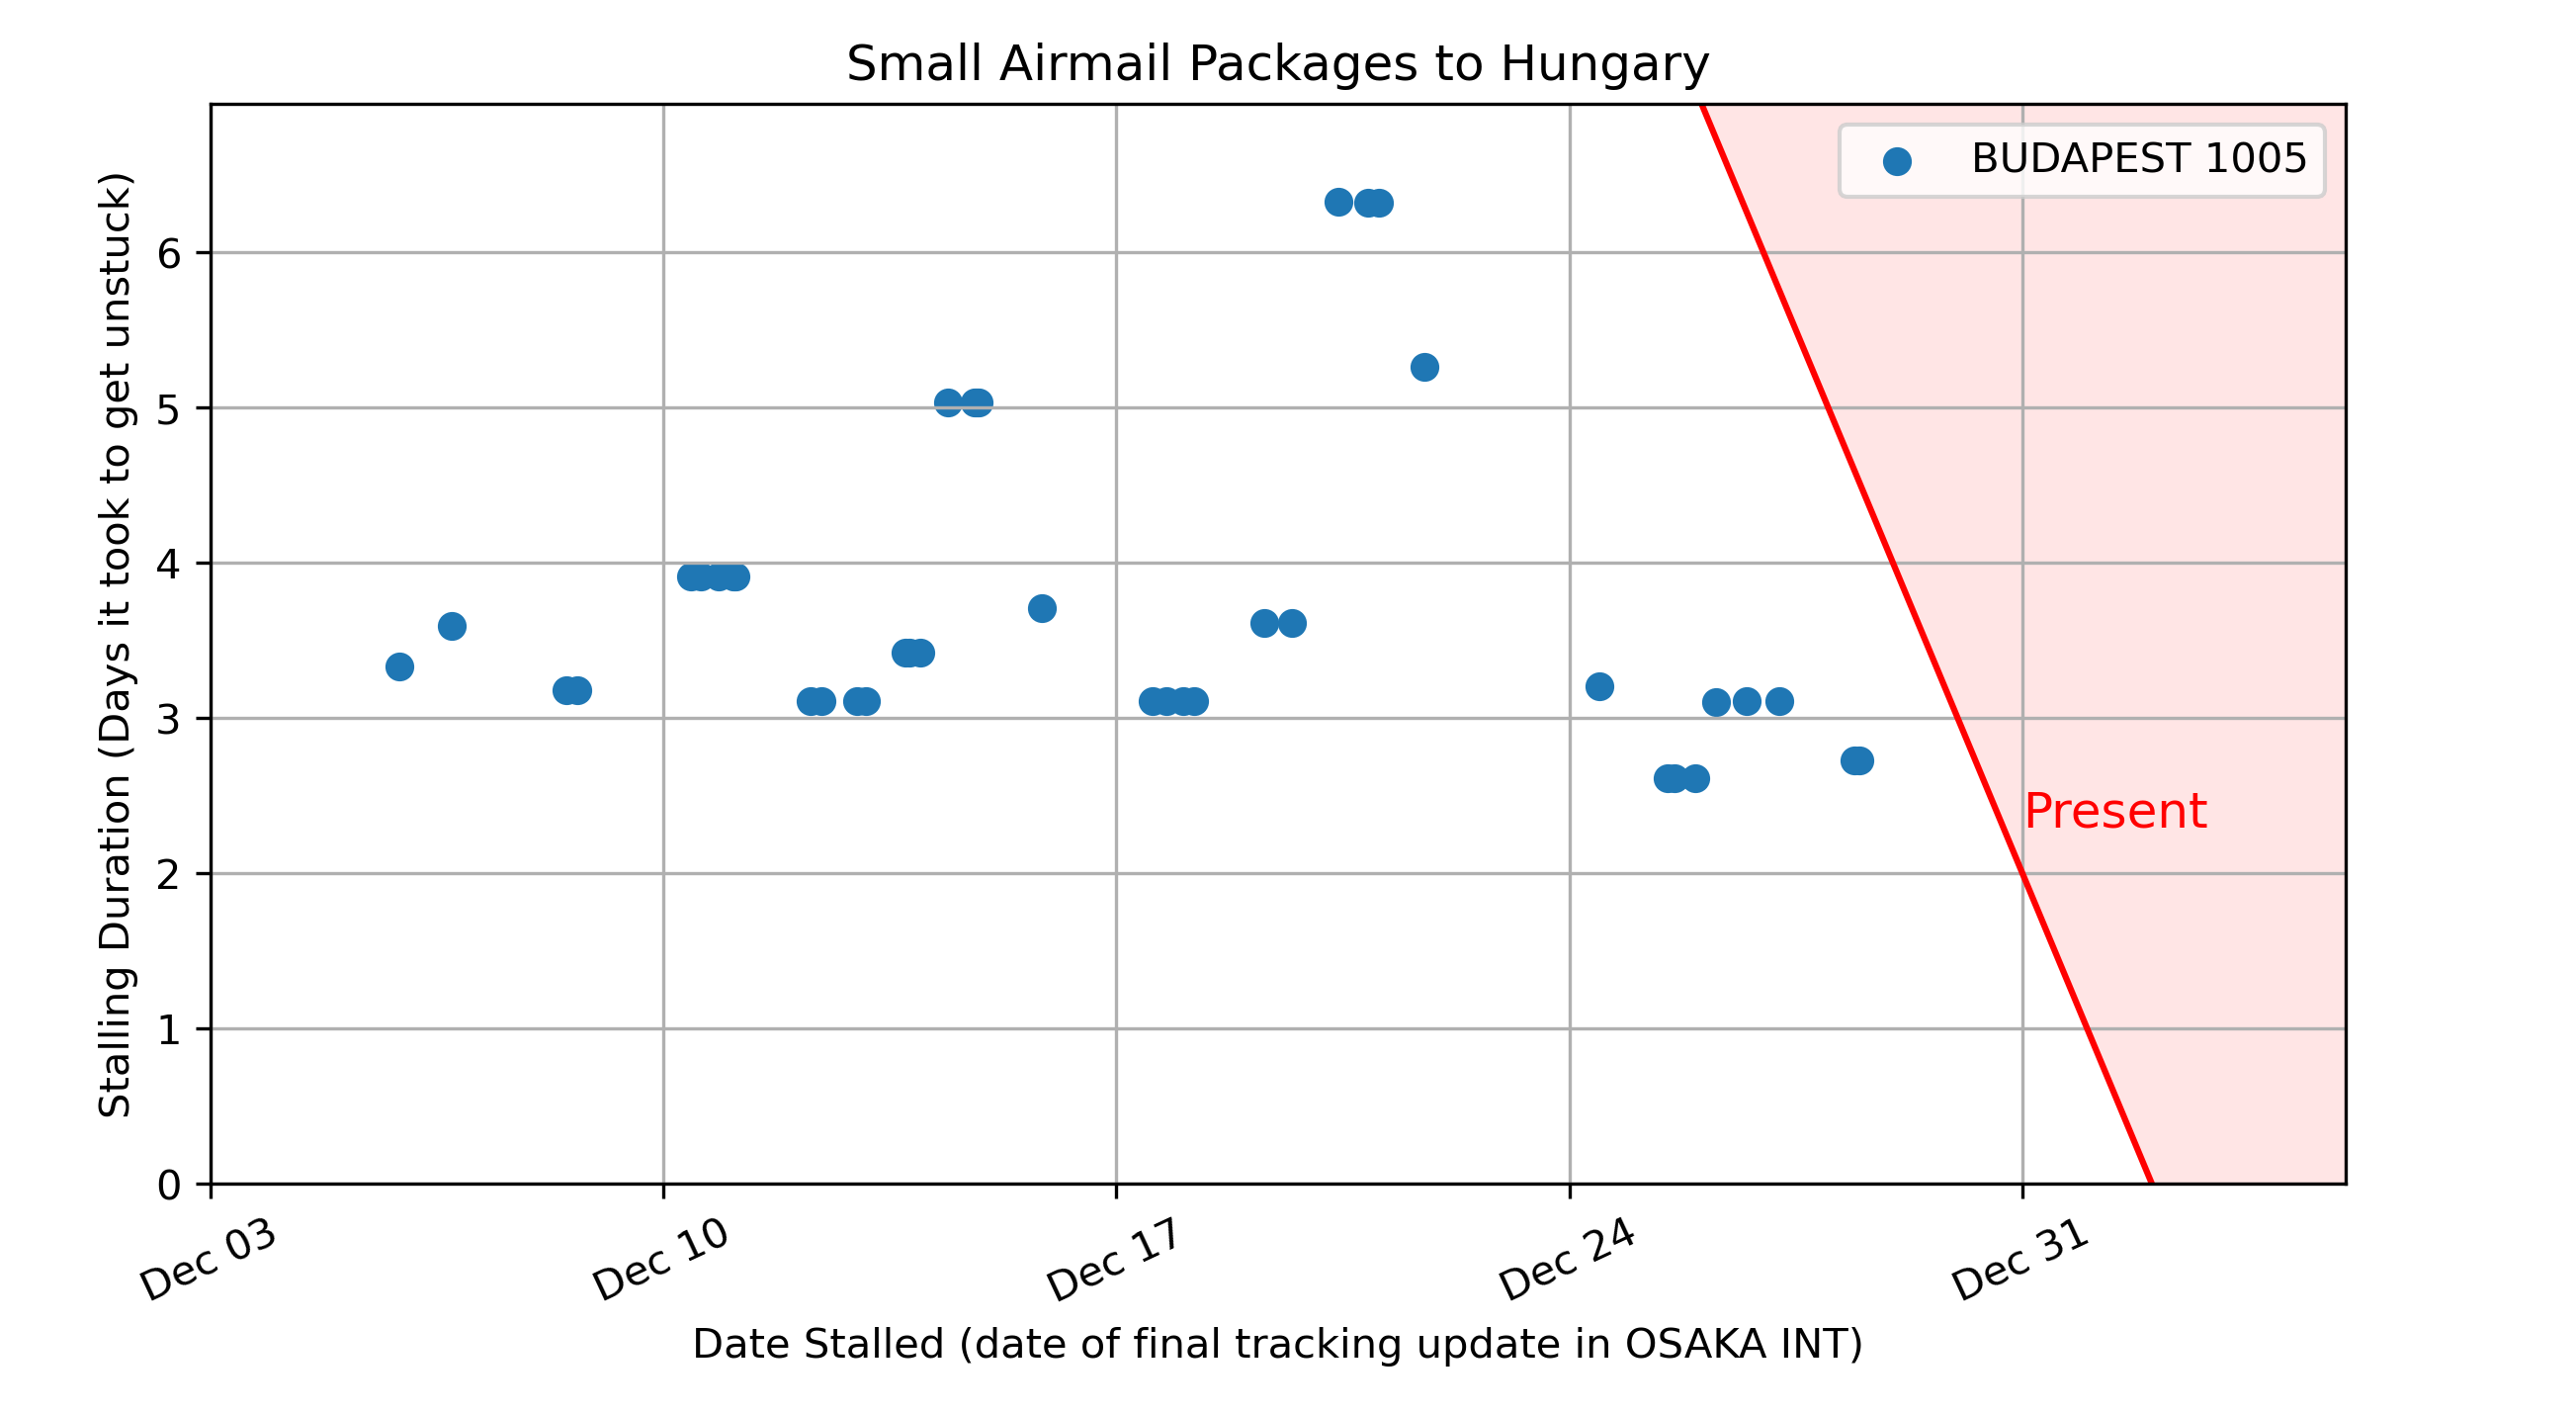 Small Airmail Packages to Hungary
BUDAPEST 1005
Stalling Duration (Days it took to get unstuck)
6
5
4
3
2
1
0
Present
Dec 03
Dec 10
Dec 17
Dec 24
Dec 31
Date Stalled (date of final tracking update in OSAKA INT)